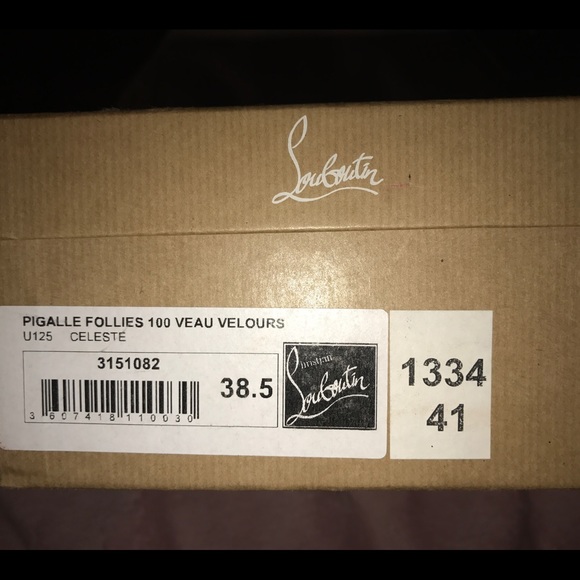 Louboutin
PIGALLE FOLLIES 100 VEAU VELOURS
U125 CELESTE
3151082
38.5
3 607418 110030
Christian
Louboutin
1334
41